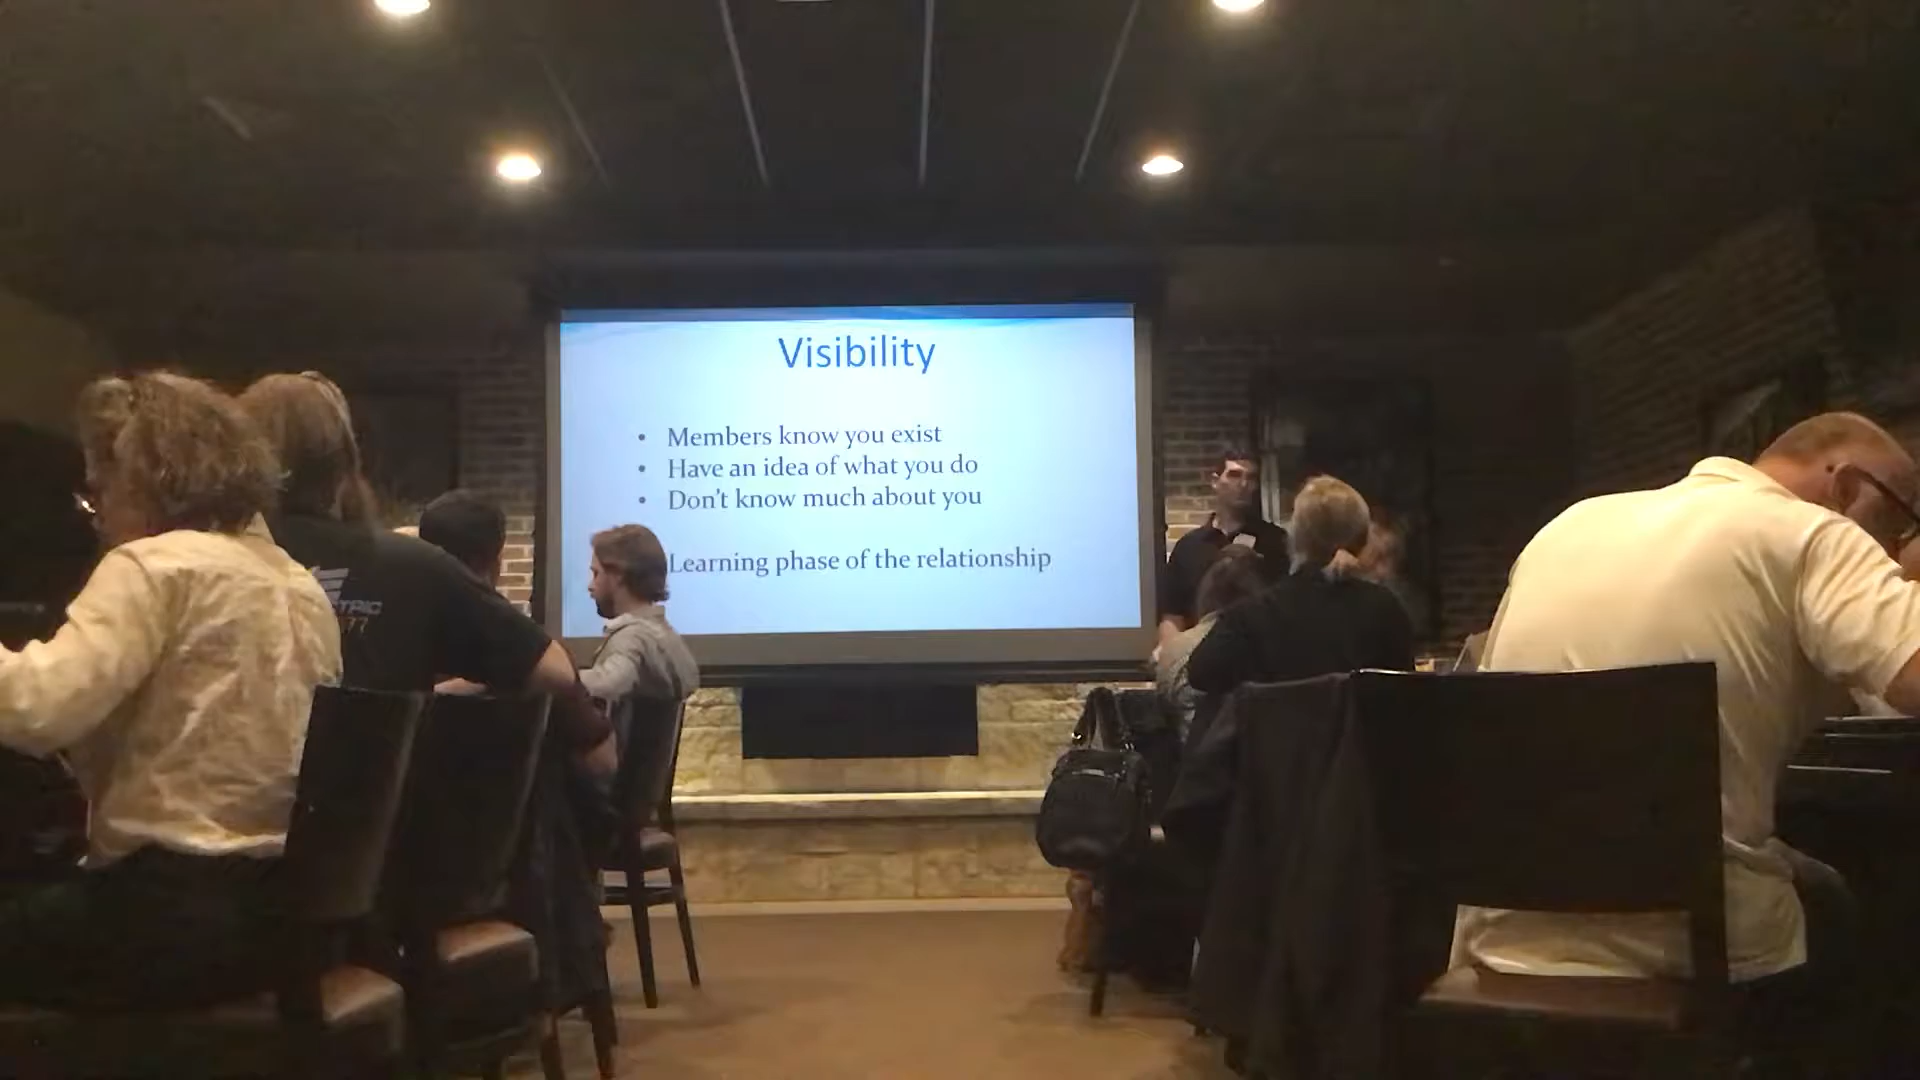 Visibility
• Members know you exist
• Have an idea of what you do
• Don't know much about you
Learning phase of the relationship